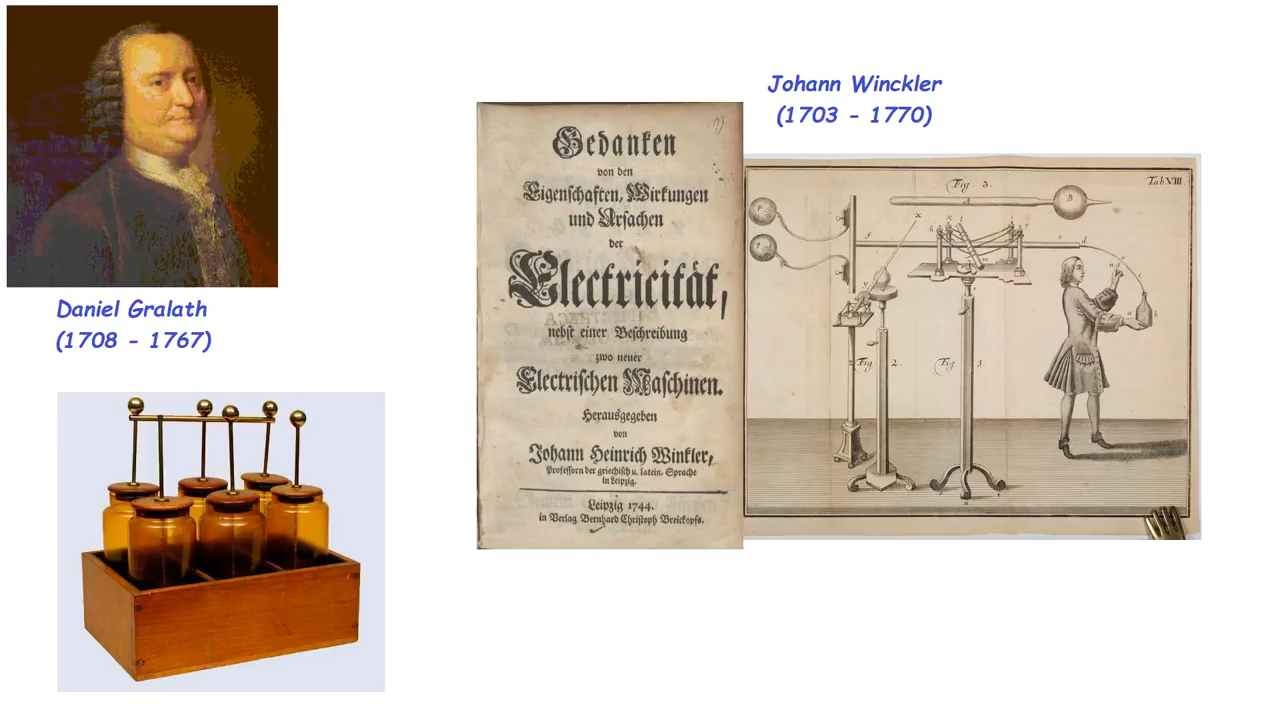 Daniel Gralath
(1708 - 1767)
Johann Winckler
(1703 - 1770)
Gedanken
von den
Eigenschaften, Wirkungen
und Ursachen
der
Electricität,
nebst einer Beschreibung
zwo neuer
Electrischen Maschinen.
Herausgegeben
von
Johann Heinrich Winkler,
Professorn der griechisch u. latein. Sprache
in Leipzig.
Leipzig 1744.
in Verlag Bernhard Christoph Breitkopfs.
Fig. 3.
Tab VIII.
B
Fig. 2.
Fig. 1.